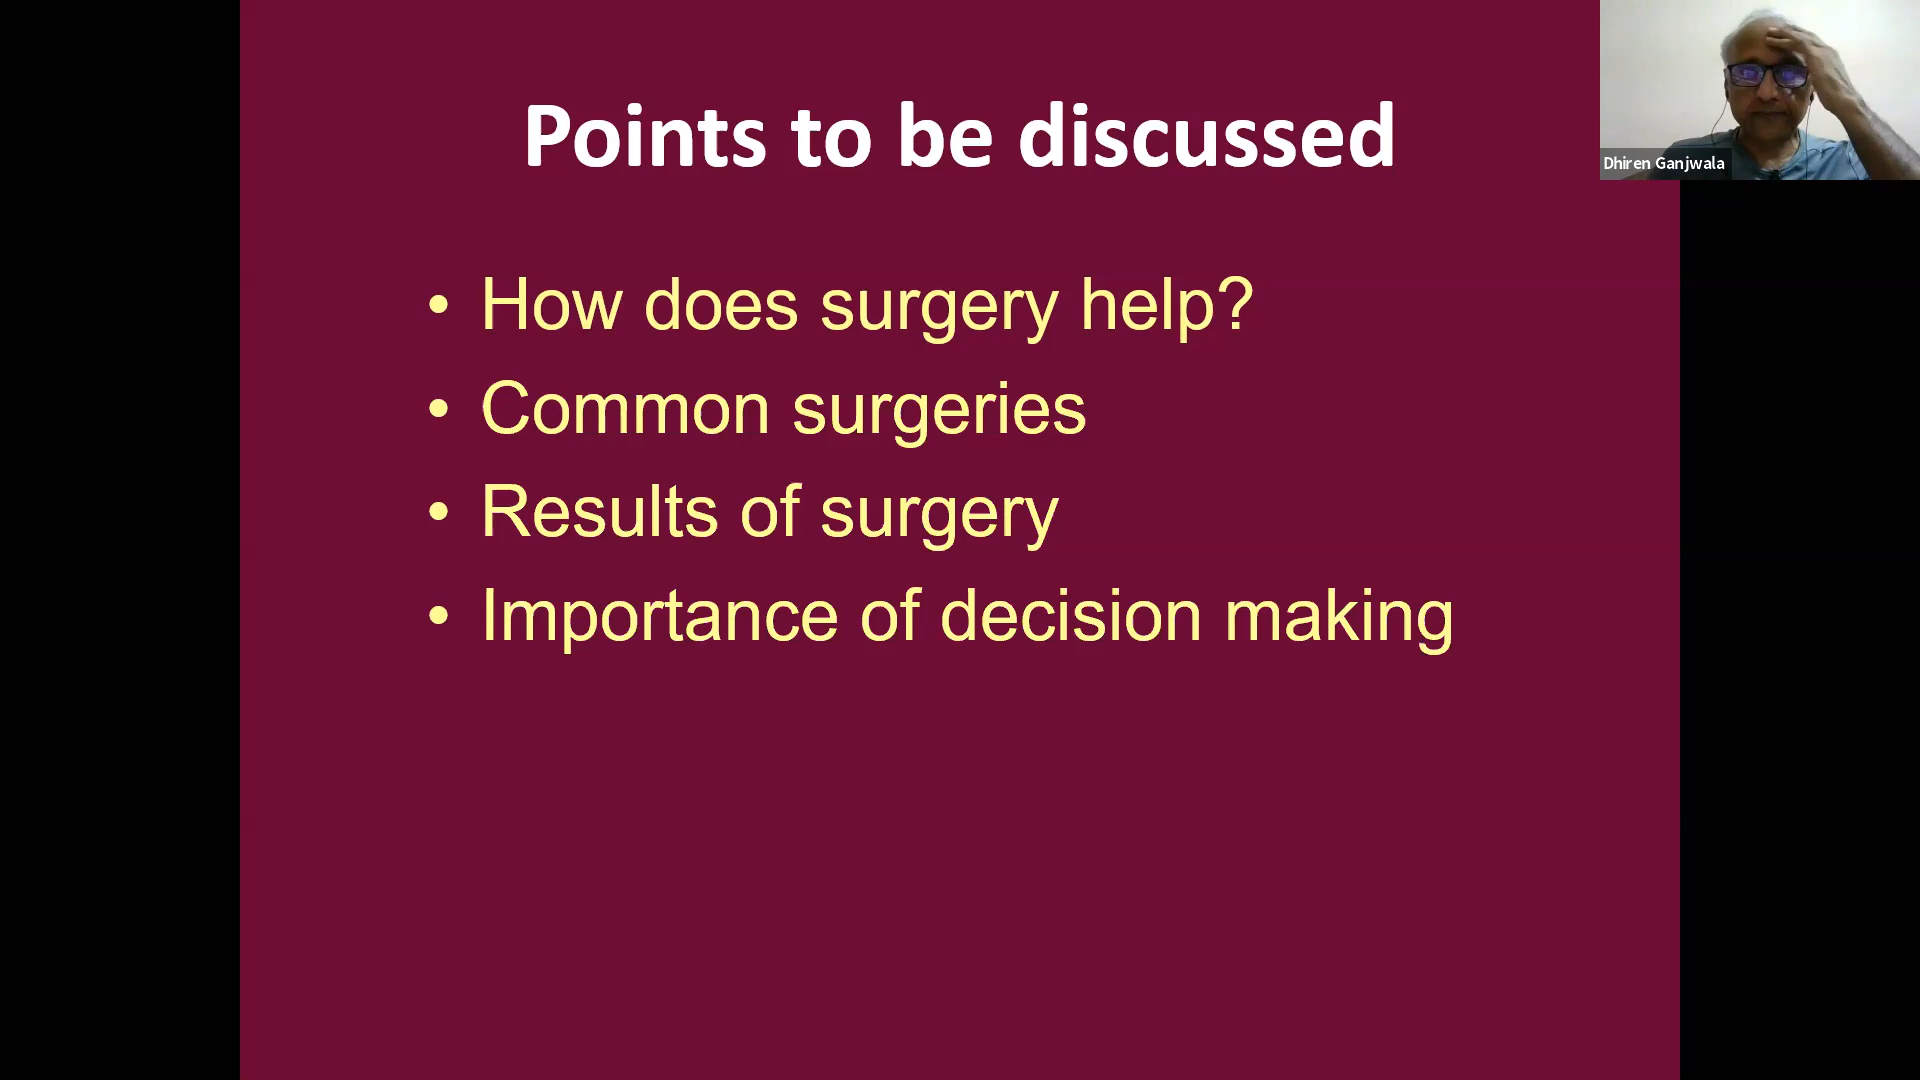 Points to be discussed
Dhiren Ganjwala
• How does surgery help?
• Common surgeries
• Results of surgery
• Importance of decision making